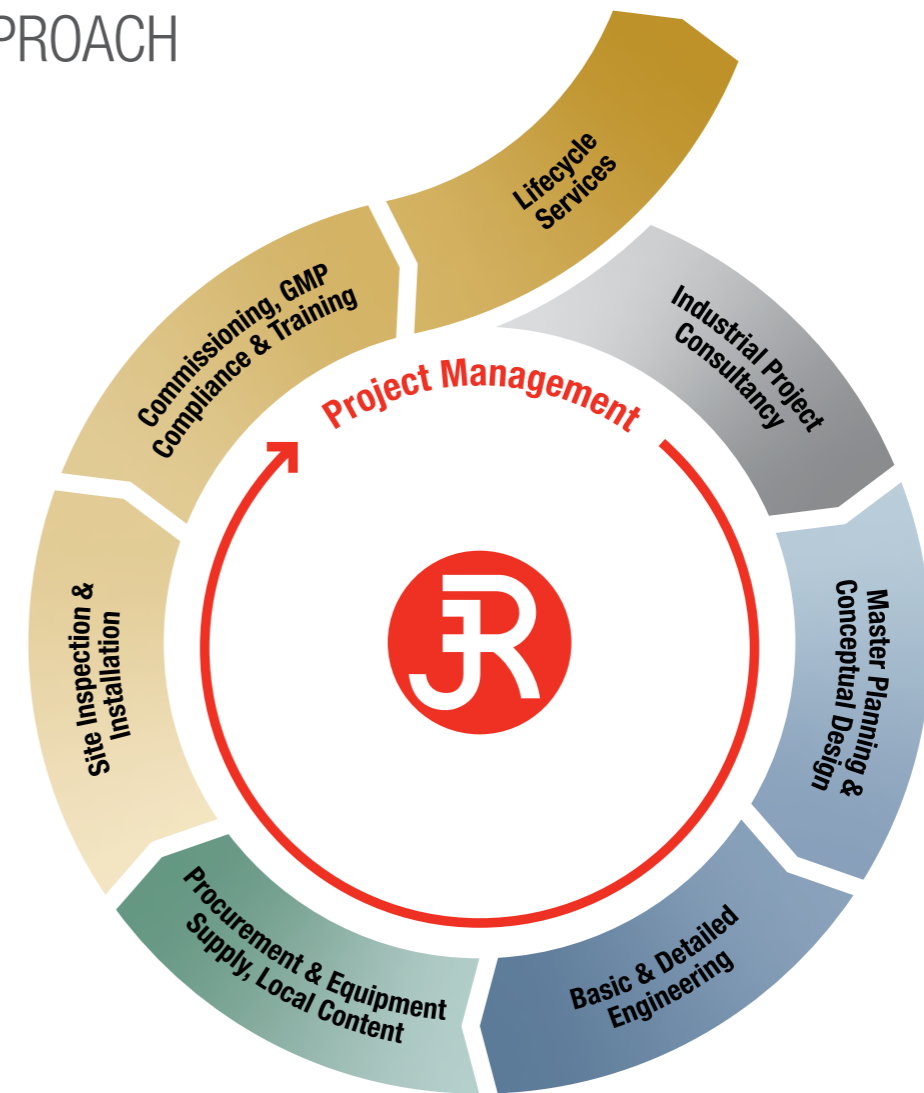 PROACH
Lifecycle
Services
Industrial Project
Consultancy
Master Planning &
Conceptual Design
Basic & Detailed
Engineering
Procurement & Equipment
Supply, Local Content
Site Inspection &
Installation
Commissioning, GMP
Compliance & Training
Project Management
JR